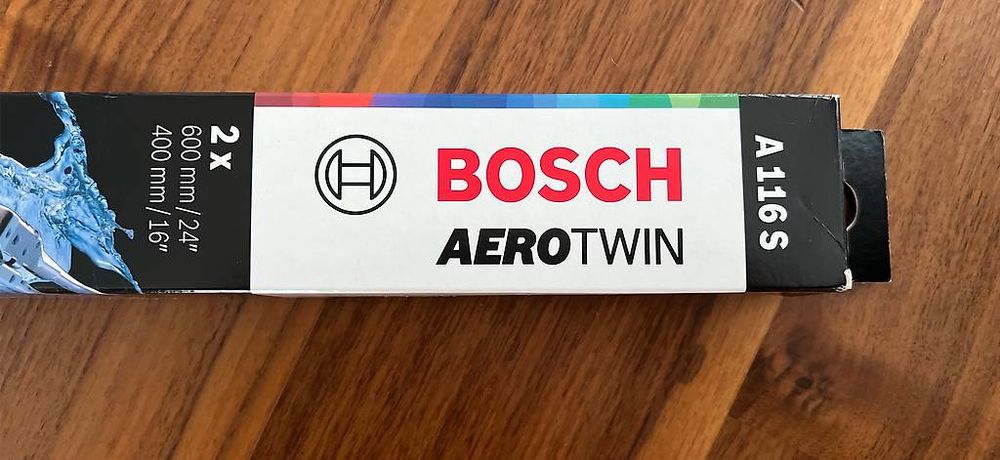 2 x
600 mm / 24"
400 mm / 16"
BOSCH
AEROTWIN
A 116 S